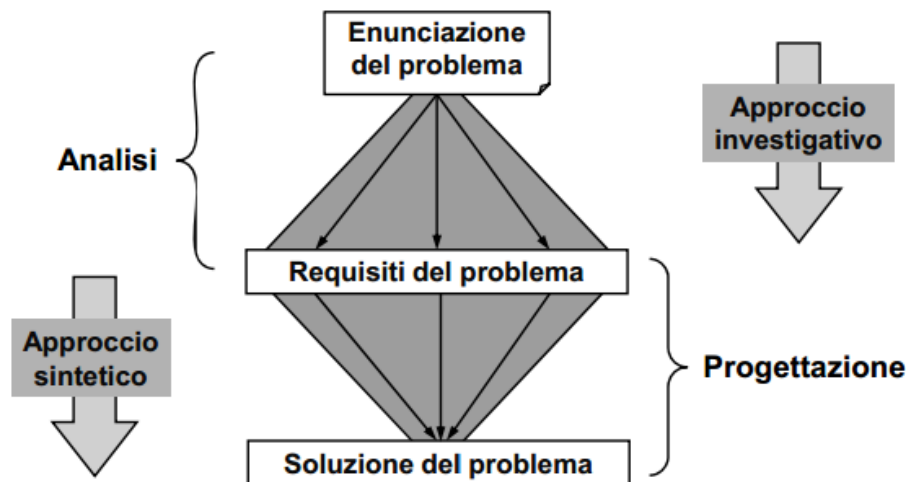 Enunciazione
del problema
Approccio
investigativo
Analisi
Requisiti del problema
Approccio
sintetico
Progettazione
Soluzione del problema